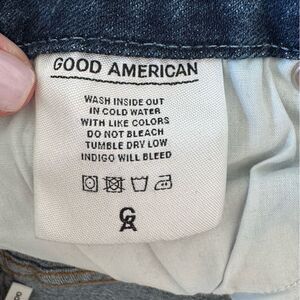 GOOD AMERICAN
WASH INSIDE OUT
IN COLD WATER
WITH LIKE COLORS
DO NOT BLEACH
TUMBLE DRY LOW
INDIGO WILL BLEED
GA